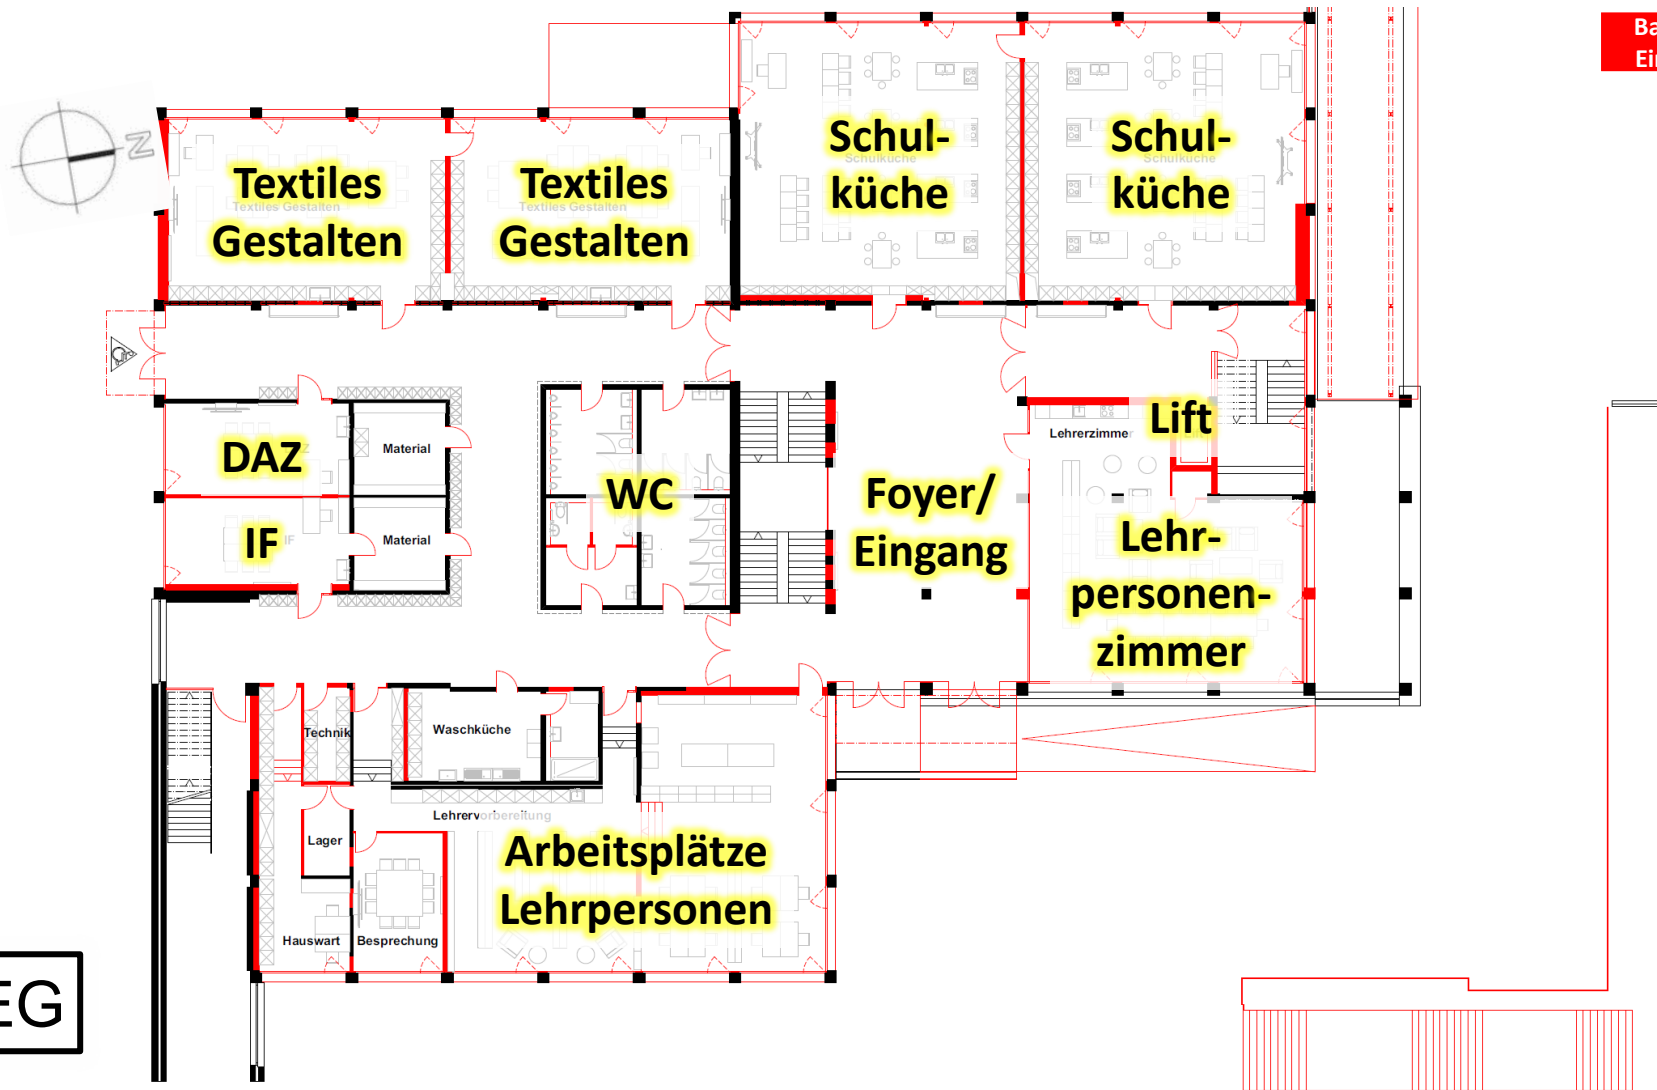 N
Textiles
Gestalten
Textiles Gestalten
Textiles
Gestalten
Textiles Gestalten
Schul-
küche
Schulküche
Schul-
küche
Schulküche
DAZ
IF
IF
Material
Material
WC
Foyer/
Eingang
Lehrerzimmer
Lift
Lehr-
personen-
zimmer
Technik
Waschküche
Lager
Lehrervorbereitung
Arbeitsplätze
Lehrpersonen
Hauswart
Besprechung
EG